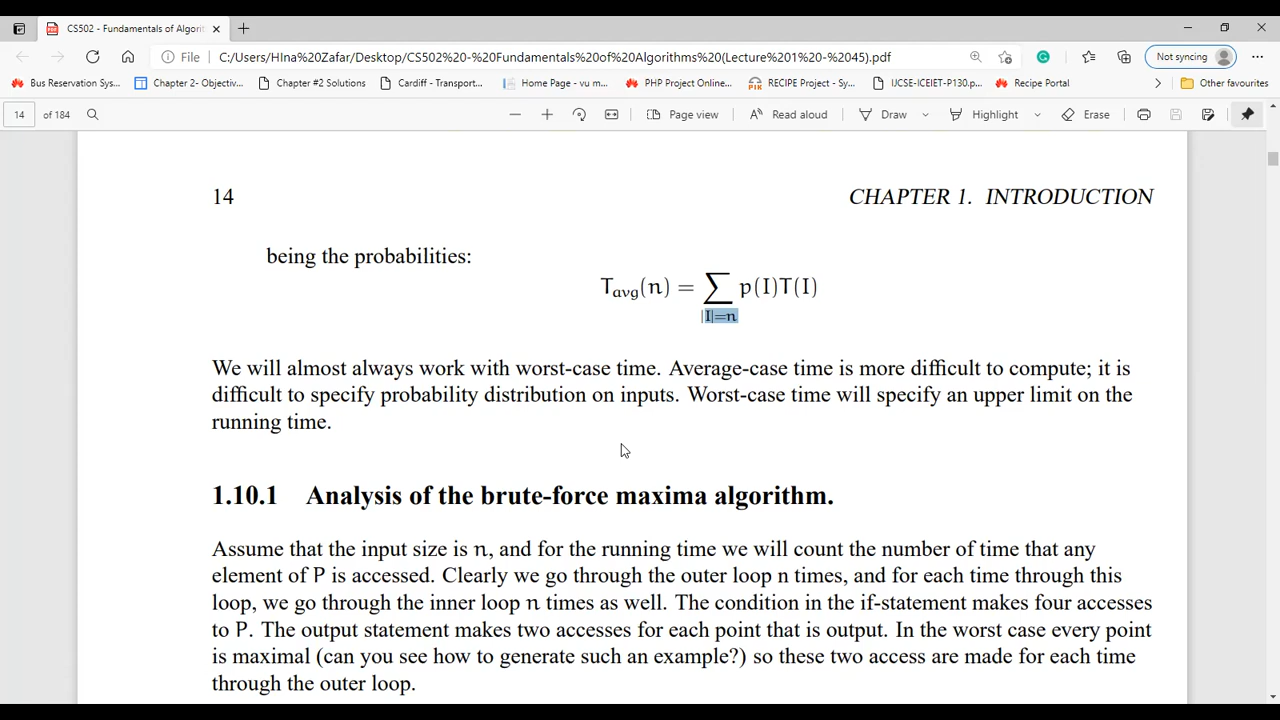 CS502 - Fundamentals of Algorit
File
C:/Users/HIna%20Zafar/Desktop/CS502%20-%20Fundamentals%20of%20Algorithms%20(Lecture%201%20-%2045).pdf
Not syncing
Bus Reservation Sys...
Chapter 2- Objectiv...
Chapter #2 Solutions
Cardiff - Transport...
Home Page - vu m...
PHP Project Online...
RECIPE Project - Sy...
IJCSE-ICEIET-P130.p...
Recipe Portal
Other favourites
14 of 184
Page view
Read aloud
Draw
Highlight
Erase
14 CHAPTER 1. INTRODUCTION
being the probabilities:
T_avg(n) = ∑ p(I)T(I)
|I|=n
We will almost always work with worst-case time. Average-case time is more difficult to compute; it is
difficult to specify probability distribution on inputs. Worst-case time will specify an upper limit on the
running time.
1.10.1 Analysis of the brute-force maxima algorithm.
Assume that the input size is n, and for the running time we will count the number of time that any
element of P is accessed. Clearly we go through the outer loop n times, and for each time through this
loop, we go through the inner loop n times as well. The condition in the if-statement makes four accesses
to P. The output statement makes two accesses for each point that is output. In the worst case every point
is maximal (can you see how to generate such an example?) so these two access are made for each time
through the outer loop.